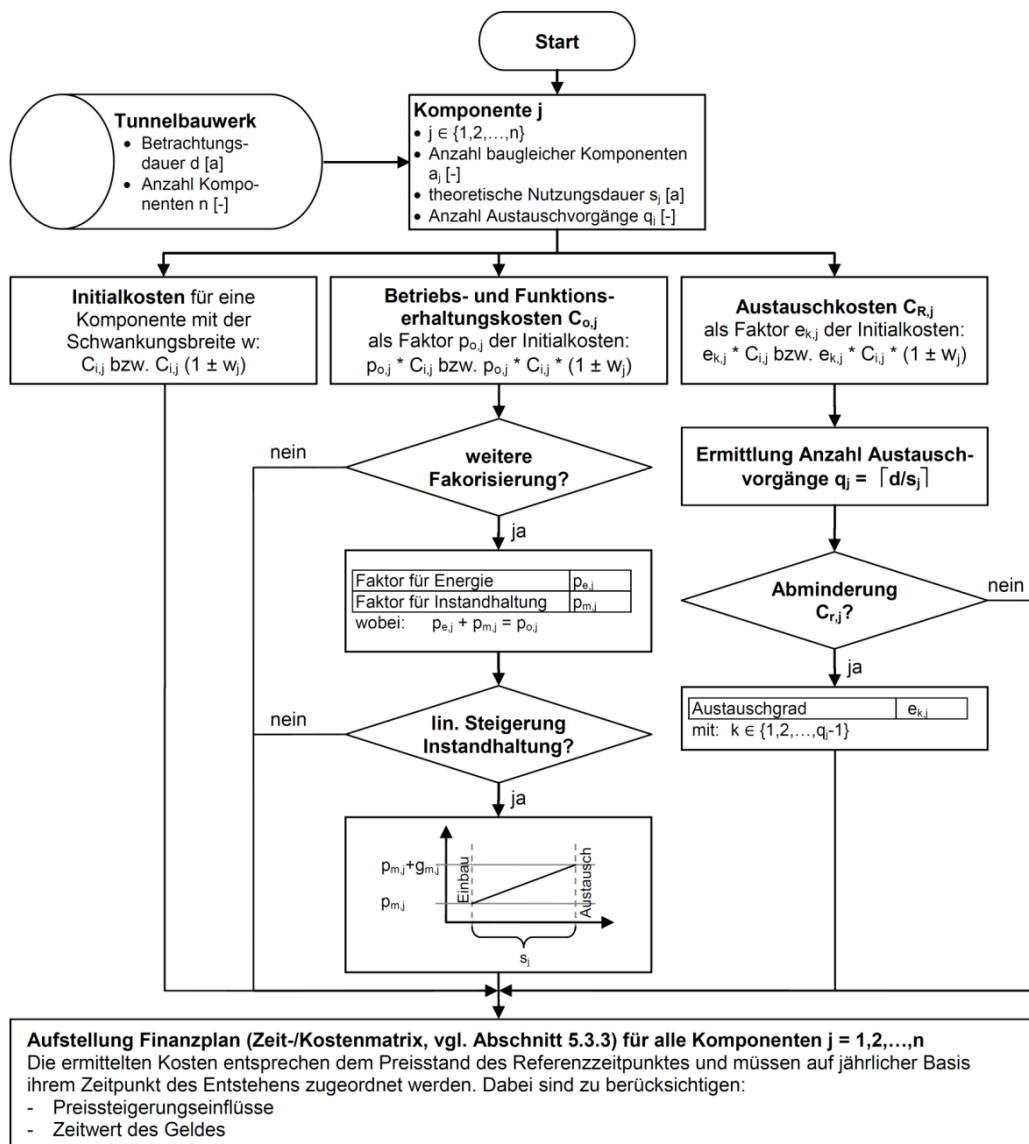 Start
Tunnelbauwerk
• Betrachtungs-
dauer d [a]
• Anzahl Kompo-
nenten n [-]
Komponente j
• j ∈ {1,2,…,n}
• Anzahl baugleicher Komponenten
aj [-]
• theoretische Nutzungsdauer sj [a]
• Anzahl Austauschvorgänge qj [-]
Initialkosten für eine
Komponente mit der
Schwankungsbreite w:
Ci,j bzw. Ci,j (1 ± wj)
Betriebs- und Funktions-
erhaltungskosten Co,j
als Faktor po,j der Initialkosten:
po,j * Ci,j bzw. po,j * Ci,j * (1 ± wj)
Austauschkosten CR,j
als Faktor ek,j der Initialkosten:
ek,j * Ci,j bzw. ek,j * Ci,j * (1 ± wj)
nein
weitere
Fakorisierung?
ja
Faktor für Energie pe,j
Faktor für Instandhaltung pm,j
wobei: pe,j + pm,j = po,j
nein
lin. Steigerung
Instandhaltung?
ja
pm,j+gm,j
pm,j
Einbau
Austausch
sj
Ermittlung Anzahl Austausch-
vorgänge qj = ⌈d/sj⌉
Abminderung
Cr,j?
nein
ja
Austauschgrad ek,j
mit: k ∈ {1,2,…,qj-1}
Aufstellung Finanzplan (Zeit-/Kostenmatrix, vgl. Abschnitt 5.3.3) für alle Komponenten j = 1,2,…,n
Die ermittelten Kosten entsprechen dem Preisstand des Referenzzeitpunktes und müssen auf jährlicher Basis
ihrem Zeitpunkt des Entstehens zugeordnet werden. Dabei sind zu berücksichtigen:
- Preissteigerungseinflüsse
- Zeitwert des Geldes